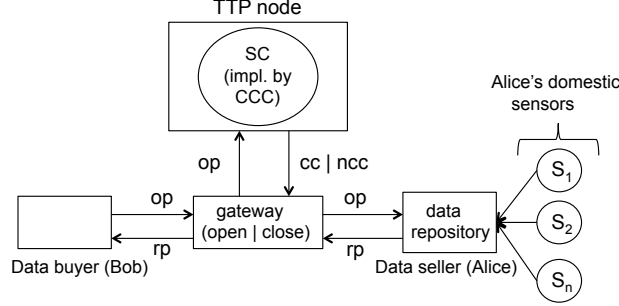 TTP node
SC
(impl. by
CCC)
Alice's domestic
sensors
op
cc | ncc
S1
op
gateway
(open | close)
op
data
repository
S2
rp
rp
Data buyer (Bob)
Data seller (Alice)
Sn